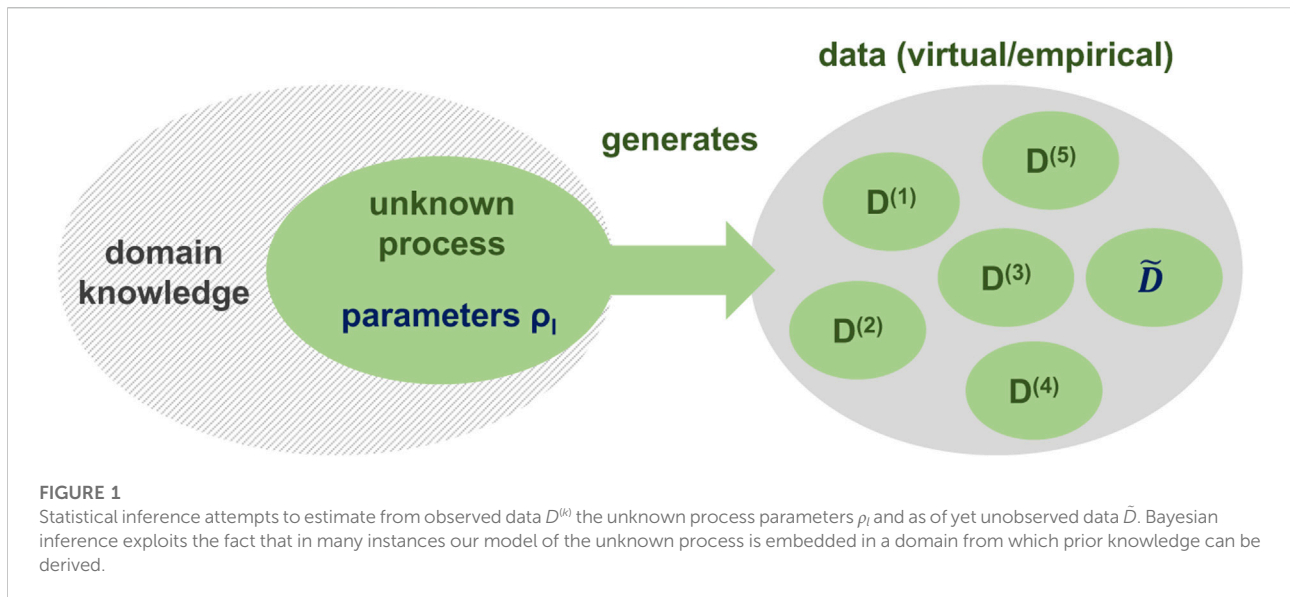 data (virtual/empirical)
generates
domain
knowledge
unknown
process
parameters ρₗ
D⁽¹⁾
D⁽²⁾
D⁽³⁾
D⁽⁴⁾
D⁽⁵⁾
D̃
FIGURE 1
Statistical inference attempts to estimate from observed data D⁽ᵏ⁾ the unknown process parameters ρₗ and as of yet unobserved data D̃. Bayesian
inference exploits the fact that in many instances our model of the unknown process is embedded in a domain from which prior knowledge can be
derived.